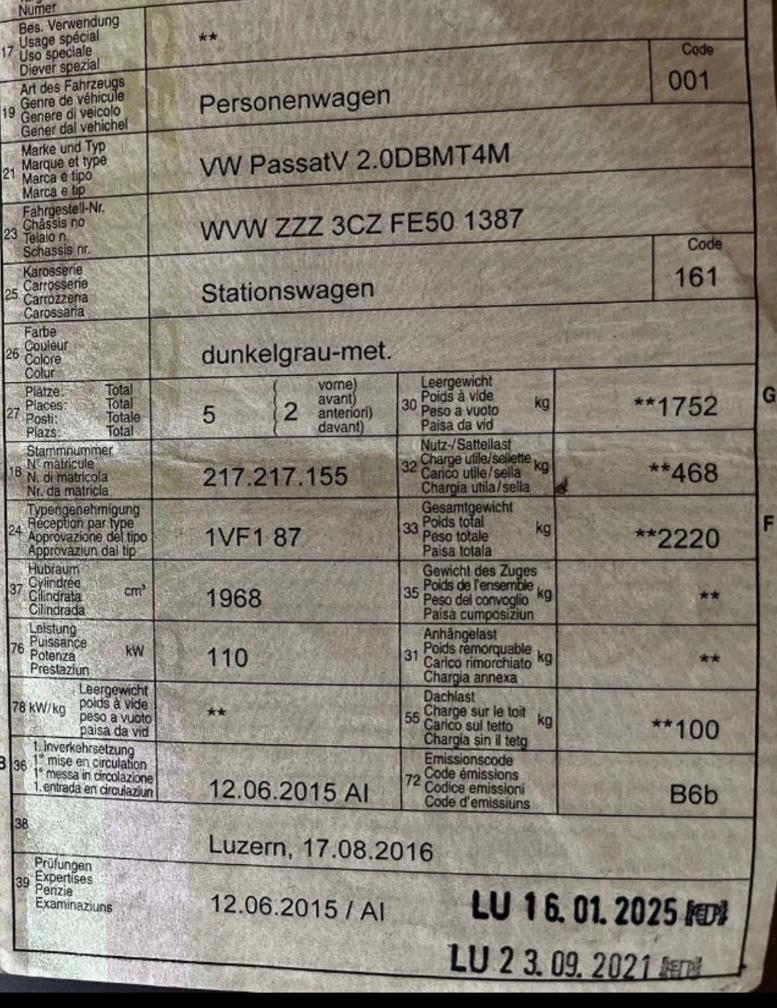 Numer
17 Bes. Verwendung
Usage spécial
Uso speciale
Diever spezial
**
19 Art des Fahrzeugs
Genre de véhicule
Genere di veicolo
Gener dal vehichel
Personenwagen
Code
001
21 Marke und Typ
Marque et type
Marca e tipo
Marca e tip
VW PassatV 2.0DBMT4M
23 Fahrgestell-Nr.
Châssis no
Telaio n.
Schassis nr.
WVW ZZZ 3CZ FE50 1387
25 Karosserie
Carrosserie
Carrozzeria
Carossaria
Stationswagen
Code
161
26 Farbe
Couleur
Colore
Colur
dunkelgrau-met.
27 Plätze: Total
Places: Total
Posti: Totale
Plazs: Total
5
( 2 vorne)
( avant)
( anteriori)
( davant)
30 Leergewicht
Poids à vide kg
Peso a vuoto
Paisa da vid
**1752
G
18 Stammnummer
N° matricule
N. di matricola
Nr. da matricla
217.217.155
32 Nutz-/Sattellast
Charge utile/sellette kg
Carico utile/sella
Chargia utila/sella
**468
24 Typengenehmigung
Réception par type
Approvazione del tipo
Approvaziun dal tip
1VF1 87
33 Gesamtgewicht
Poids total kg
Peso totale
Paisa totala
**2220
F
37 Hubraum
Cylindrée cm³
Cilindrata
Cilindrada
1968
35 Gewicht des Zuges
Poids de l'ensemble kg
Peso del convoglio
Paisa cumposiziun
**
76 Leistung
Puissance kW
Potenza
Prestaziun
110
31 Anhängelast
Poids remorquable kg
Carico rimorchiato
Chargia annexa
**
78 kW/kg Leergewicht
poids à vide
peso a vuoto
paisa da vid
**
55 Dachlast
Charge sur le toit kg
Carico sul tetto
Chargia sin il tetg
**100
B 36 1. Inverkehrsetzung
1re mise en circulation
1a messa in circolazione
1. entrada en circulaziun
12.06.2015 AI
72 Emissionscode
Code émissions
Codice emissioni
Code d'emissiuns
B6b
38
Luzern, 17.08.2016
39 Prüfungen
Expertises
Perizie
Examinaziuns
12.06.2015 / AI
LU 16.01.2025
LU 23.09.2021